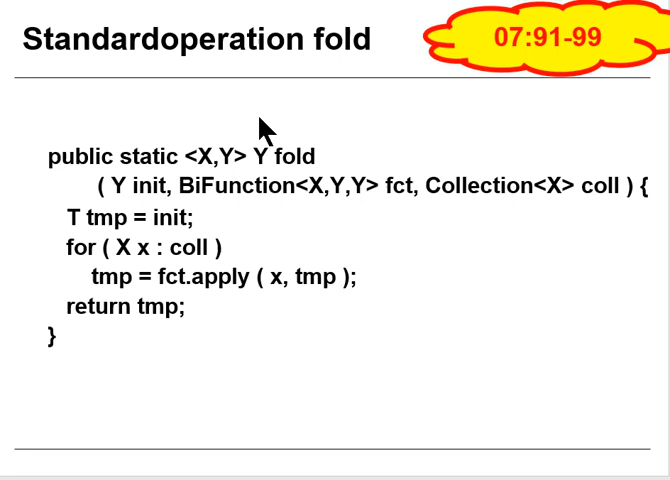 Standardoperation fold
07:91-99
public static <X,Y> Y fold
( Y init, BiFunction<X,Y,Y> fct, Collection<X> coll ) {
T tmp = init;
for ( X x : coll )
tmp = fct.apply ( x, tmp );
return tmp;
}